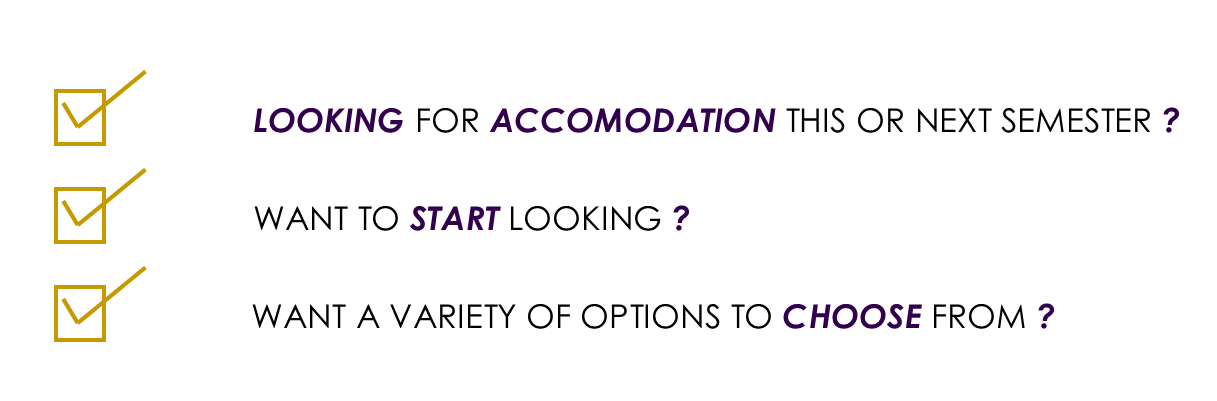 LOOKING FOR ACCOMODATION THIS OR NEXT SEMESTER ?
WANT TO START LOOKING ?
WANT A VARIETY OF OPTIONS TO CHOOSE FROM ?